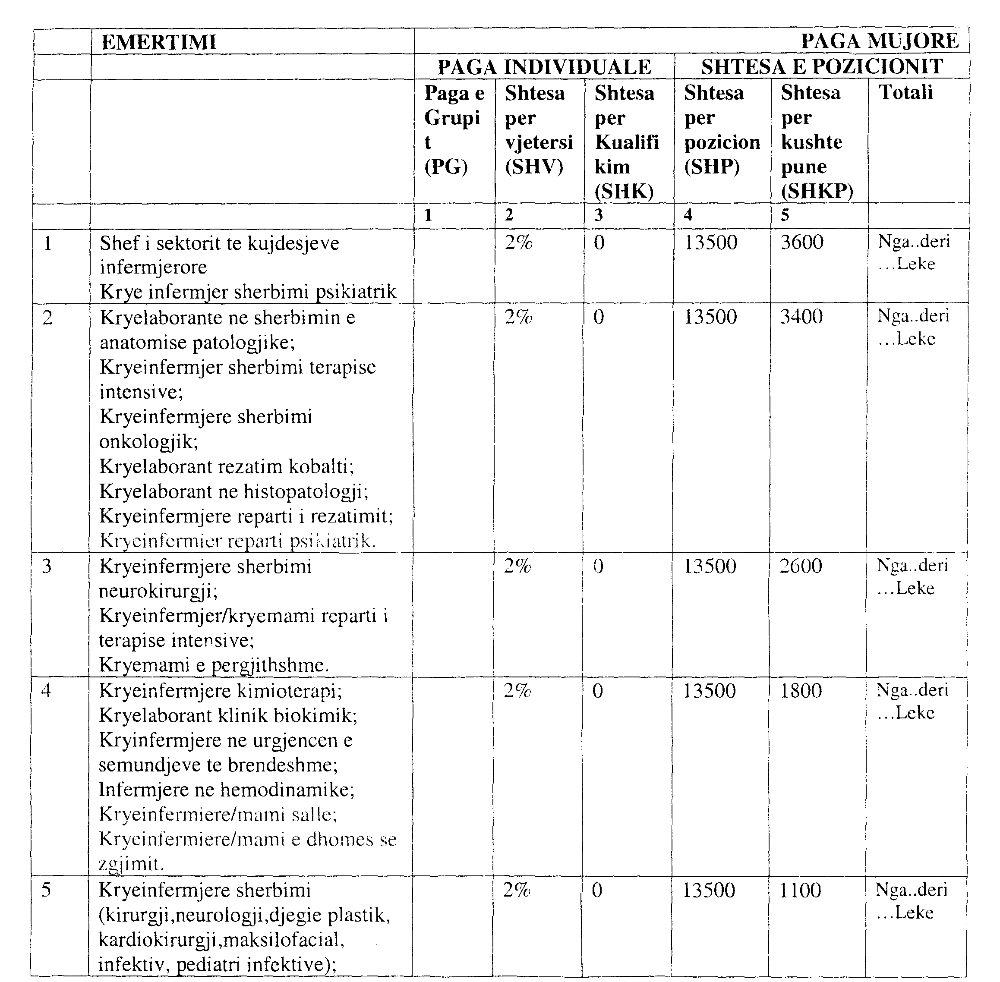 EMERTIMI PAGA MUJORE
PAGA INDIVIDUALE SHTESA E POZICIONIT
Paga e Shtesa Shtesa Shtesa Shtesa Totali
Grupi per per per per
t vjetersi Kualifi pozicion kushte
(PG) (SHV) kim (SHP) pune
(SHK) (SHKP)
1 2 3 4 5
1 Shef i sektorit te kujdesjeve 2% 0 13500 3600 Nga..deri
infermjerore ...Leke
Krye infermjer sherbimi psikiatrik
2 Kryelaborante ne sherbimin e 2% 0 13500 3400 Nga..deri
anatomise patologjike; ...Leke
Kryeinfermjer sherbimi terapise
intensive;
Kryeinfermjere sherbimi
onkologjik;
Kryelaborant rezatim kobalti;
Kryelaborant ne histopatologji;
Kryeinfermjere reparti i rezatimit;
Kryeinfermier reparti psikiatrik.
3 Kryeinfermjere sherbimi 2% 0 13500 2600 Nga..deri
neurokirurgji; ...Leke
Kryeinfermjer/kryemami reparti i
terapise intensive;
Kryemami e pergjithshme.
4 Kryeinfermjere kimioterapi; 2% 0 13500 1800 Nga..deri
Kryelaborant klinik biokimik; ...Leke
Kryinfermjere ne urgjencen e
semundjeve te brendeshme;
Infermjere ne hemodinamike;
Kryeinfermiere/mami salle;
Kryeinfermiere/mami e dhomes se
zgjimit.
5 Kryeinfermjere sherbimi 2% 0 13500 1100 Nga..deri
(kirurgji,neurologji,djegie plastik, ...Leke
kardiokirurgji,maksilofacial,
infektiv, pediatri infektive);